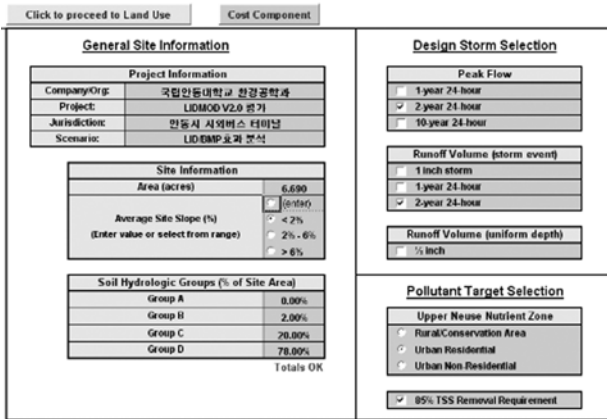 Click to proceed to Land Use
Cost Component
General Site Information
Project Information
Company/Org: 국립안동대학교 환경공학과
Project: LIDMOD V2.0 평가
Jurisdiction: 안동시 시외버스 터미널
Scenario: LID/BMP 효과 분석
Site Information
Area (acres) 6.690
(enter)
Average Site Slope (%) < 2%
(Enter value or select from range) 2% - 6%
> 6%
Soil Hydrologic Groups (% of Site Area)
Group A 0.00%
Group B 2.00%
Group C 20.00%
Group D 78.00%
Totals OK
Design Storm Selection
Peak Flow
1-year 24-hour
2-year 24-hour
10-year 24-hour
Runoff Volume (storm event)
1 inch storm
1-year 24-hour
2-year 24-hour
Runoff Volume (uniform depth)
½ inch
Pollutant Target Selection
Upper Neuse Nutrient Zone
Rural/Conservation Area
Urban Residential
Urban Non-Residential
85% TSS Removal Requirement